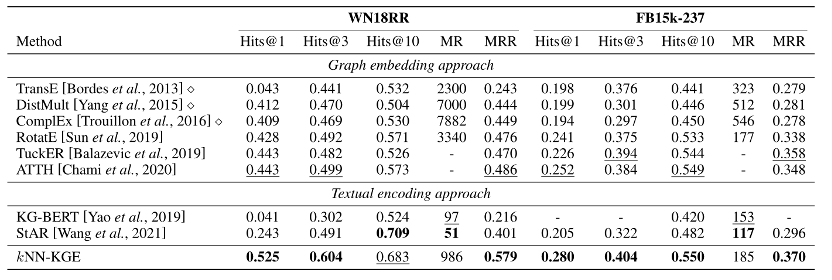 WN18RR FB15k-237
Method Hits@1 Hits@3 Hits@10 MR MRR Hits@1 Hits@3 Hits@10 MR MRR
Graph embedding approach
TransE [Bordes et al., 2013] ◇ 0.043 0.441 0.532 2300 0.243 0.198 0.376 0.441 323 0.279
DistMult [Yang et al., 2015] ◇ 0.412 0.470 0.504 7000 0.444 0.199 0.301 0.446 512 0.281
ComplEx [Trouillon et al., 2016] ◇ 0.409 0.469 0.530 7882 0.449 0.194 0.297 0.450 546 0.278
RotatE [Sun et al., 2019] 0.428 0.492 0.571 3340 0.476 0.241 0.375 0.533 177 0.338
TuckER [Balazevic et al., 2019] 0.443 0.482 0.526 - 0.470 0.226 0.394 0.544 - 0.358
ATTH [Chami et al., 2020] 0.443 0.499 0.573 - 0.486 0.252 0.384 0.549 - 0.348
Textual encoding approach
KG-BERT [Yao et al., 2019] 0.041 0.302 0.524 97 0.216 - - 0.420 153 -
StAR [Wang et al., 2021] 0.243 0.491 0.709 51 0.401 0.205 0.322 0.482 117 0.296
kNN-KGE 0.525 0.604 0.683 986 0.579 0.280 0.404 0.550 185 0.370